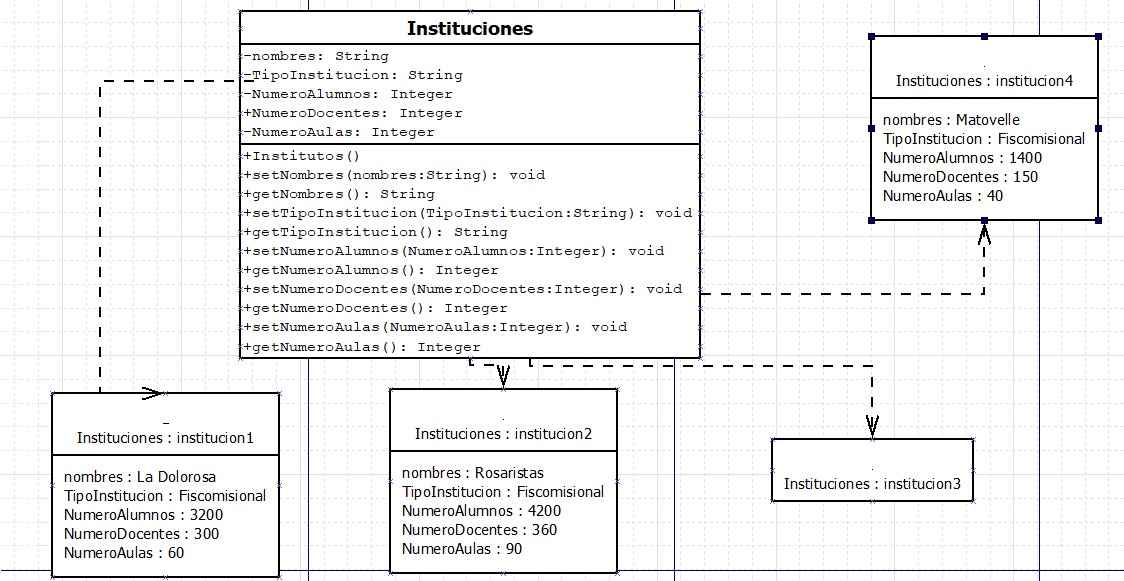 Instituciones
-nombres: String
-TipoInstitucion: String
-NumeroAlumnos: Integer
+NumeroDocentes: Integer
-NumeroAulas: Integer
+Institutos()
+setNombres(nombres:String): void
+getNombres(): String
+setTipoInstitucion(TipoInstitucion:String): void
+getTipoInstitucion(): String
+setNumeroAlumnos(NumeroAlumnos:Integer): void
+getNumeroAlumnos(): Integer
+setNumeroDocentes(NumeroDocentes:Integer): void
+getNumeroDocentes(): Integer
+setNumeroAulas(NumeroAulas:Integer): void
+getNumeroAulas(): Integer
Instituciones : institucion4
nombres : Matovelle
TipoInstitucion : Fiscomisional
NumeroAlumnos : 1400
NumeroDocentes : 150
NumeroAulas : 40
Instituciones : institucion1
nombres : La Dolorosa
TipoInstitucion : Fiscomisional
NumeroAlumnos : 3200
NumeroDocentes : 300
NumeroAulas : 60
Instituciones : institucion2
nombres : Rosaristas
TipoInstitucion : Fiscomisional
NumeroAlumnos : 4200
NumeroDocentes : 360
NumeroAulas : 90
Instituciones : institucion3